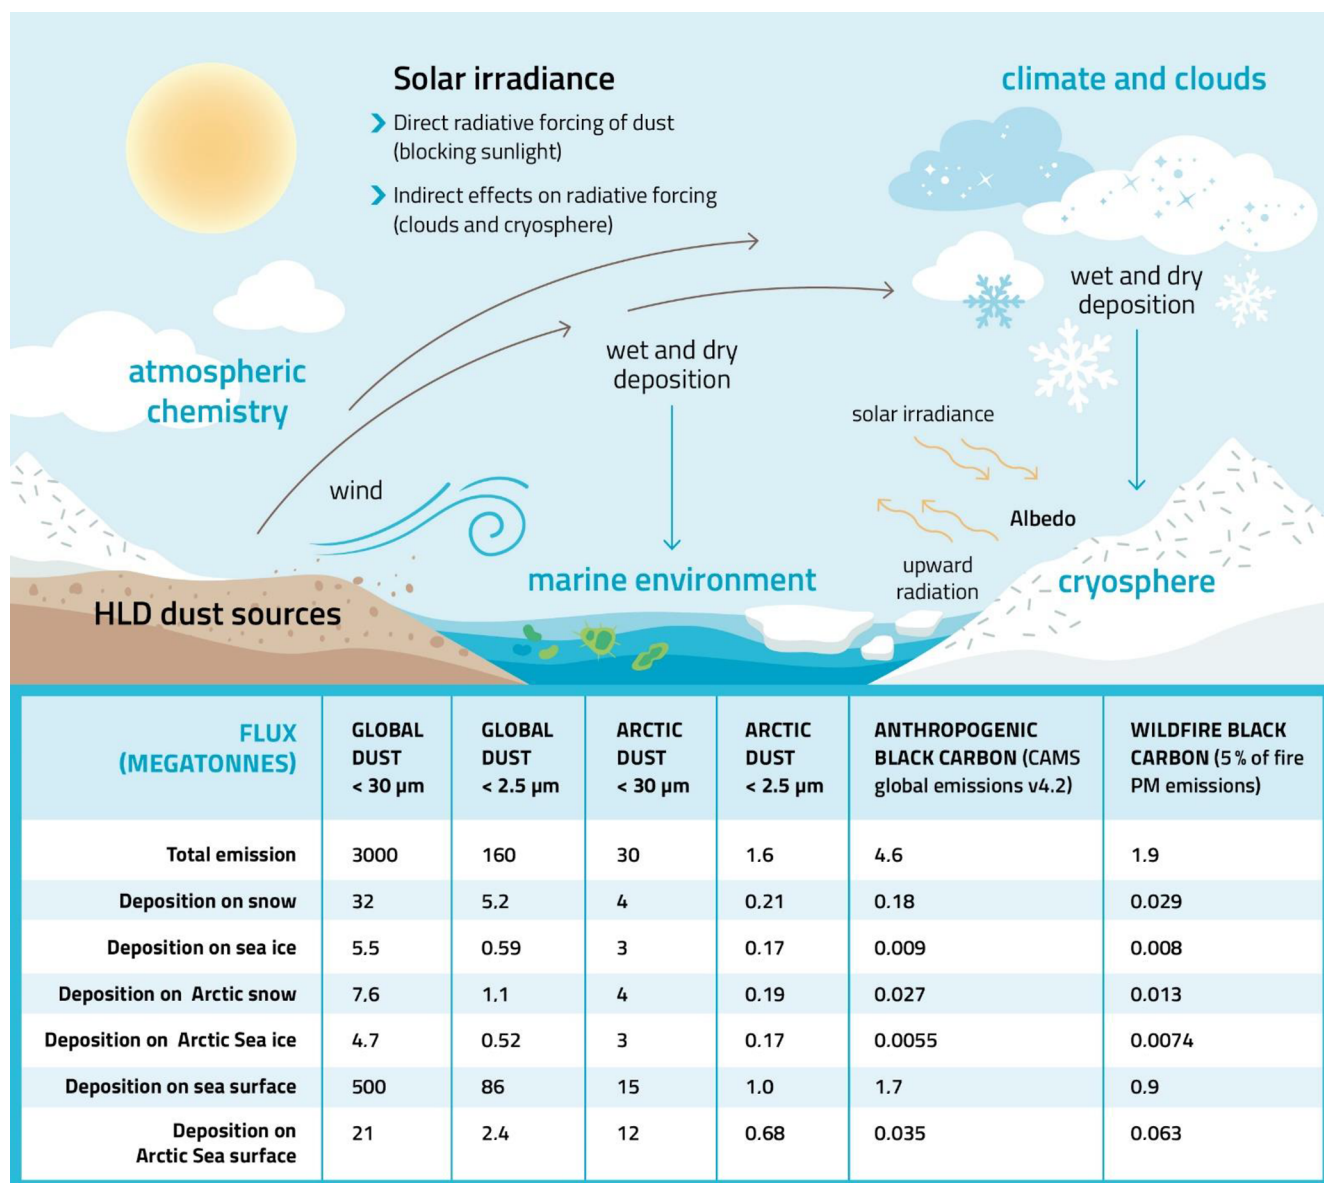 Solar irradiance
Direct radiative forcing of dust
(blocking sunlight)
Indirect effects on radiative forcing
(clouds and cryosphere)
climate and clouds
wet and dry
deposition
atmospheric
chemistry
wet and dry
deposition
solar irradiance
wind
Albedo
upward
radiation
marine environment
cryosphere
HLD dust sources
FLUX
(MEGATONNES)
GLOBAL
DUST
< 30 µm
GLOBAL
DUST
< 2.5 µm
ARCTIC
DUST
< 30 µm
ARCTIC
DUST
< 2.5 µm
ANTHROPOGENIC
BLACK CARBON (CAMS
global emissions v4.2)
WILDFIRE BLACK
CARBON (5 % of fire
PM emissions)
Total emission 3000 160 30 1.6 4.6 1.9
Deposition on snow 32 5.2 4 0.21 0.18 0.029
Deposition on sea ice 5.5 0.59 3 0.17 0.009 0.008
Deposition on Arctic snow 7.6 1.1 4 0.19 0.027 0.013
Deposition on Arctic Sea ice 4.7 0.52 3 0.17 0.0055 0.0074
Deposition on sea surface 500 86 15 1.0 1.7 0.9
Deposition on
Arctic Sea surface 21 2.4 12 0.68 0.035 0.063